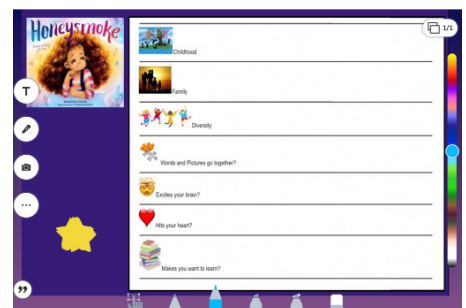 Honeysmoke
1/1
T
Childhood
Family
Diversity
Words and Pictures go together?
Excites your brain?
Hits your heart?
Makes you want to learn?